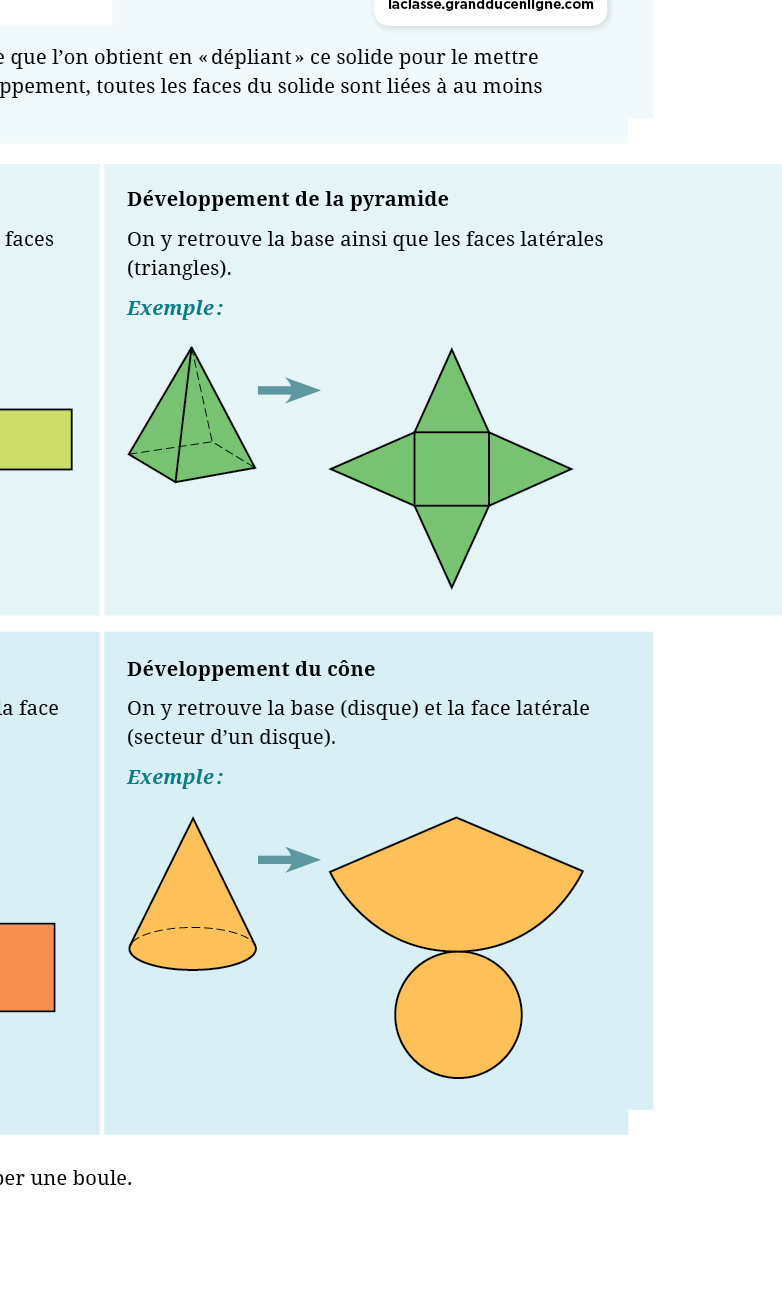 laclasse.grandducenligne.com
que l’on obtient en « dépliant » ce solide pour le mettre
ppement, toutes les faces du solide sont liées à au moins
faces
Développement de la pyramide
On y retrouve la base ainsi que les faces latérales
(triangles).
Exemple :
la face
Développement du cône
On y retrouve la base (disque) et la face latérale
(secteur d’un disque).
Exemple :
per une boule.